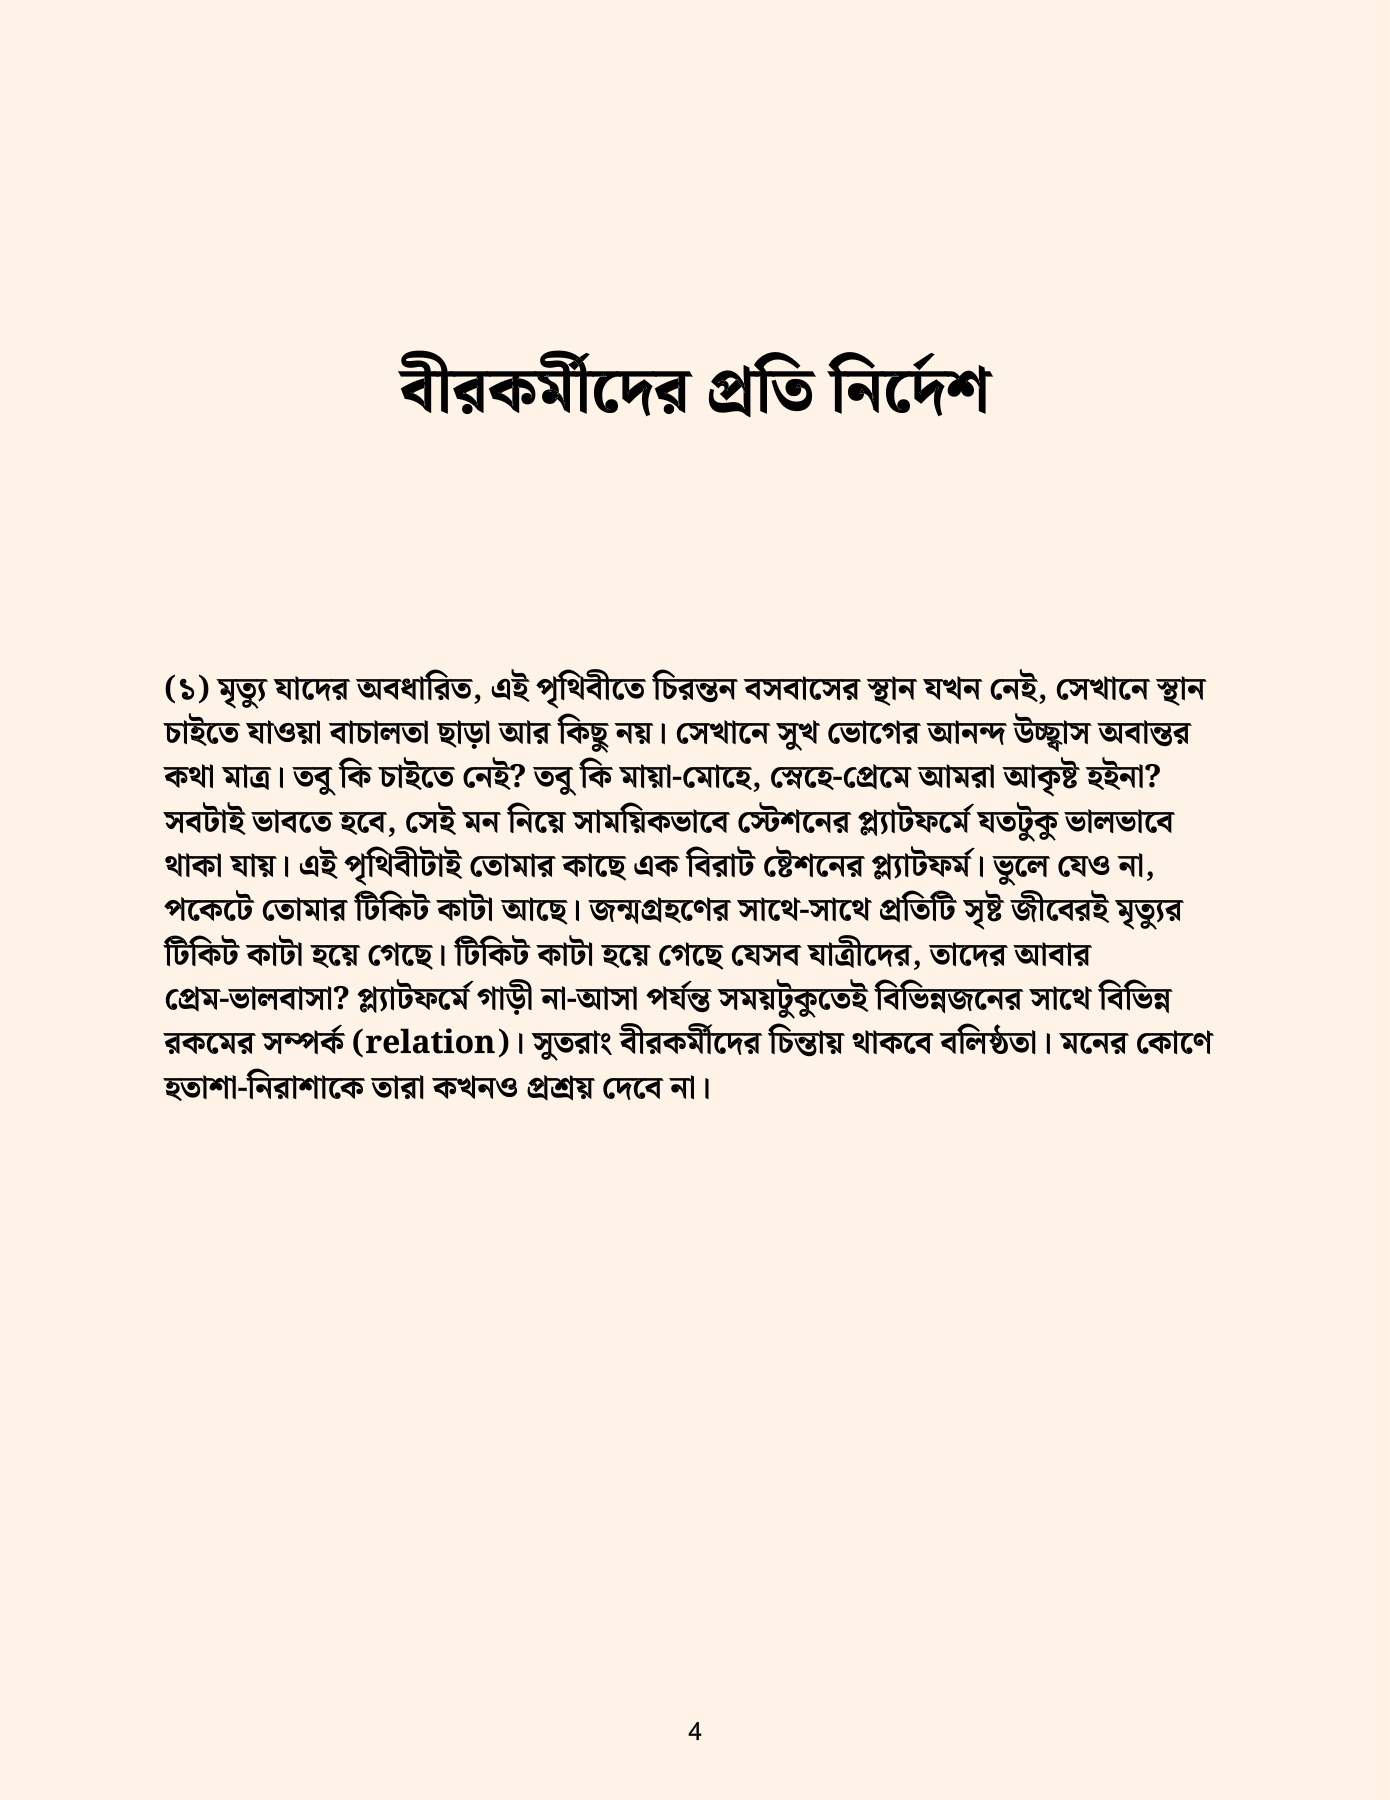 বীরকর্মীদের প্রতি নির্দেশ
(১) মৃত্যু যাদের অবধারিত, এই পৃথিবীতে চিরন্তন বসবাসের স্থান যখন নেই, সেখানে স্থান
চাইতে যাওয়া বাচালতা ছাড়া আর কিছু নয়। সেখানে সুখ ভোগের আনন্দ উচ্ছ্বাস অবান্তর
কথা মাত্র। তবু কি চাইতে নেই? তবু কি মায়া-মোহে, স্নেহে-প্রেমে আমরা আকৃষ্ট হইনা?
সবটাই ভাবতে হবে, সেই মন নিয়ে সাময়িকভাবে স্টেশনের প্ল্যাটফর্মে যতটুকু ভালভাবে
থাকা যায়। এই পৃথিবীটাই তোমার কাছে এক বিরাট ষ্টেশনের প্ল্যাটফর্ম। ভুলে যেও না,
পকেটে তোমার টিকিট কাটা আছে। জন্মগ্রহণের সাথে-সাথে প্রতিটি সৃষ্ট জীবেরই মৃত্যুর
টিকিট কাটা হয়ে গেছে। টিকিট কাটা হয়ে গেছে যেসব যাত্রীদের, তাদের আবার
প্রেম-ভালবাসা? প্ল্যাটফর্মে গাড়ী না-আসা পর্যন্ত সময়টুকুতেই বিভিন্নজনের সাথে বিভিন্ন
রকমের সম্পর্ক (relation)। সুতরাং বীরকর্মীদের চিন্তায় থাকবে বলিষ্ঠতা। মনের কোণে
হতাশা-নিরাশাকে তারা কখনও প্রশ্রয় দেবে না।
4